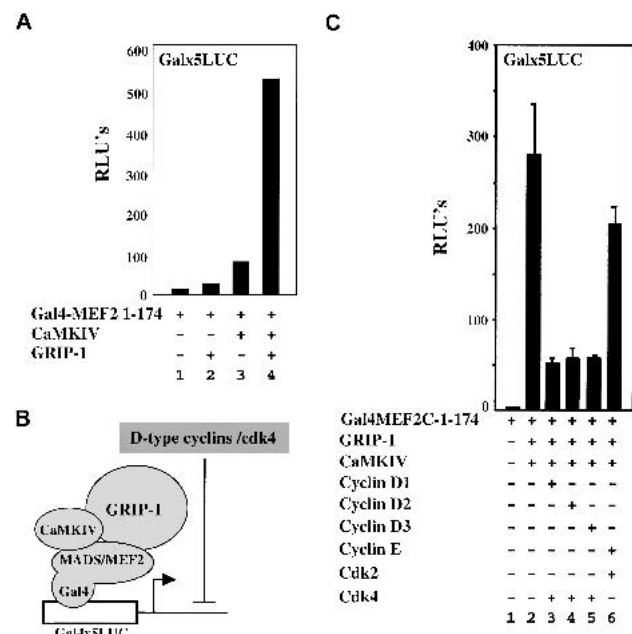 A
Galx5LUC
RLU's
600
500
400
300
200
100
0
Gal4-MEF2 1-174 + + + +
CaMKIV - - + +
GRIP-1 - + - +
1 2 3 4
B
D-type cyclins /cdk4
GRIP-1
CaMKIV
MADS/MEF2
Gal4
Gal4x5LUC
C
Galx5LUC
RLU's
400
300
200
100
50
0
Gal4MEF2C-1-174 + + + + + +
GRIP-1 - + + + + +
CaMKIV - + + + + +
Cyclin D1 - - + - - -
Cyclin D2 - - - + - -
Cyclin D3 - - - - + -
Cyclin E - - - - - +
Cdk2 - - - - - +
Cdk4 - - + + + -
1 2 3 4 5 6